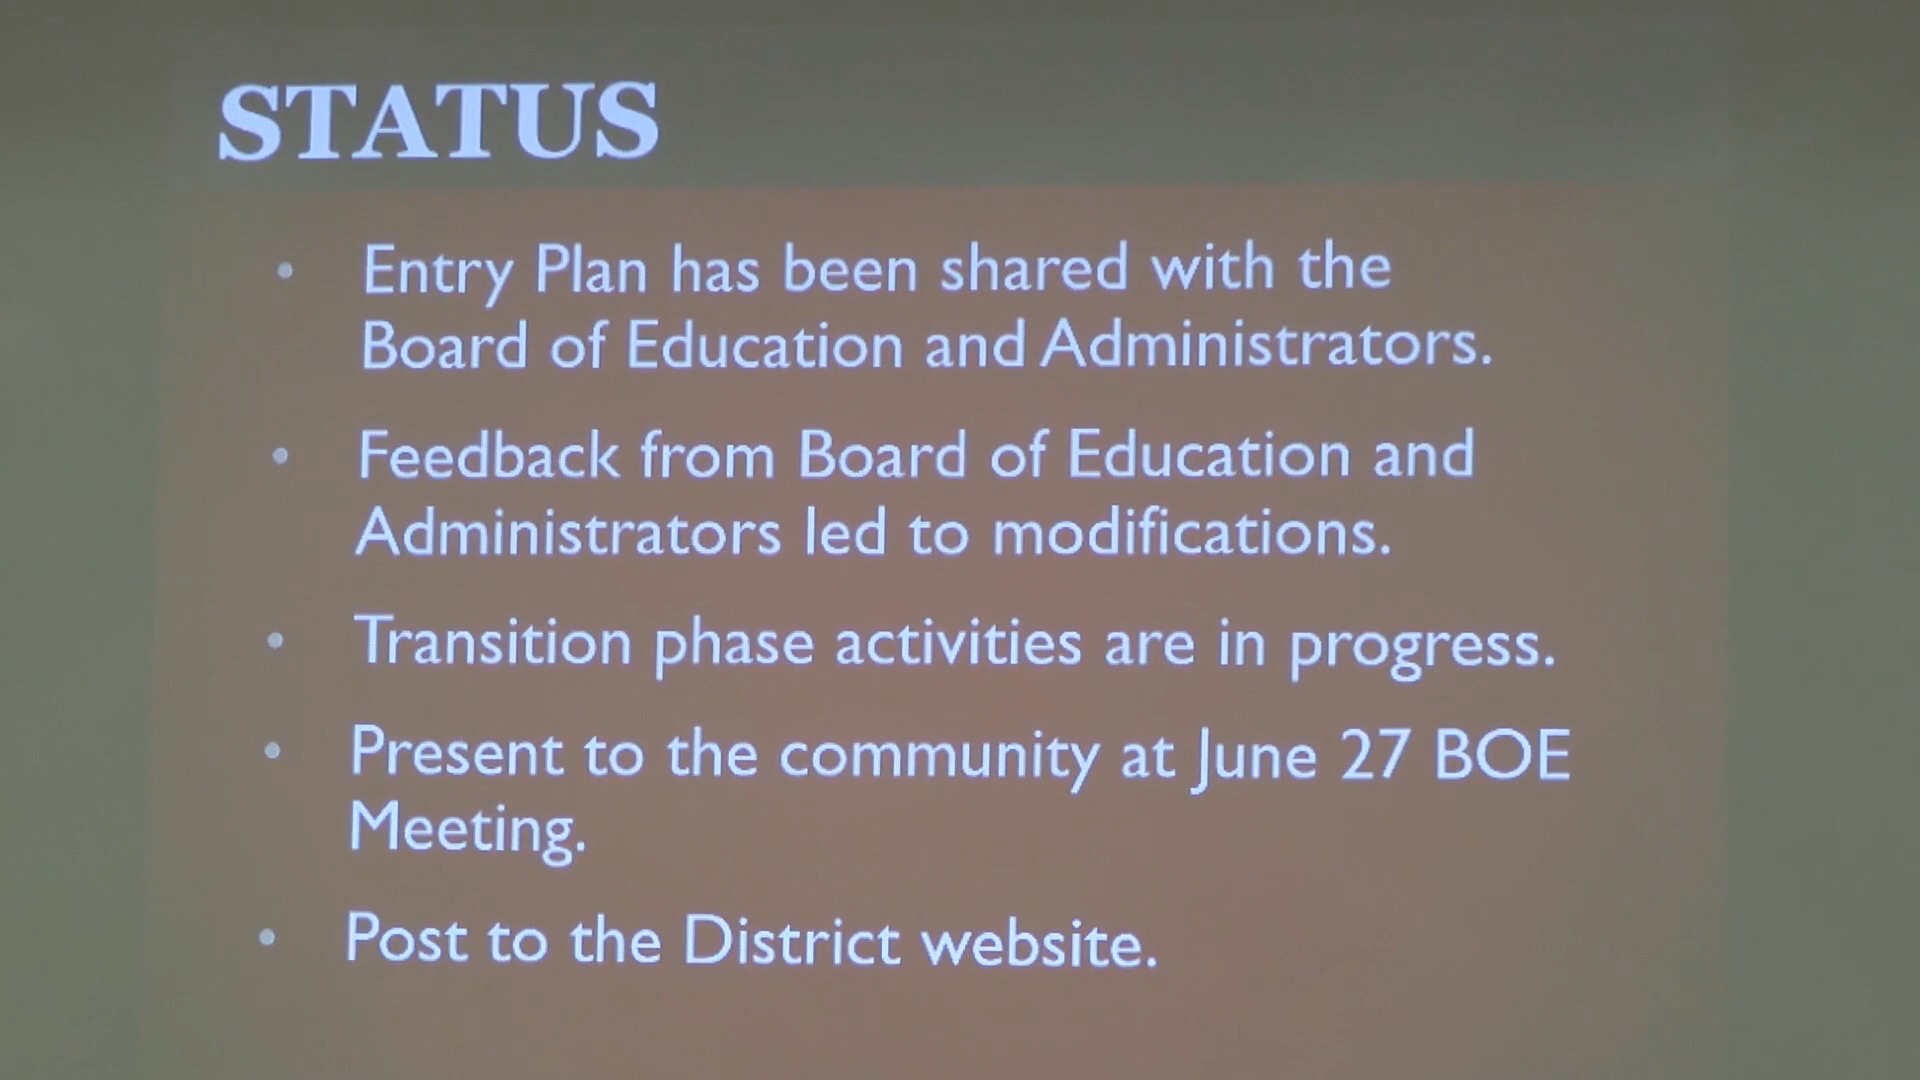 STATUS
• Entry Plan has been shared with the
Board of Education and Administrators.
• Feedback from Board of Education and
Administrators led to modifications.
• Transition phase activities are in progress.
• Present to the community at June 27 BOE
Meeting.
• Post to the District website.